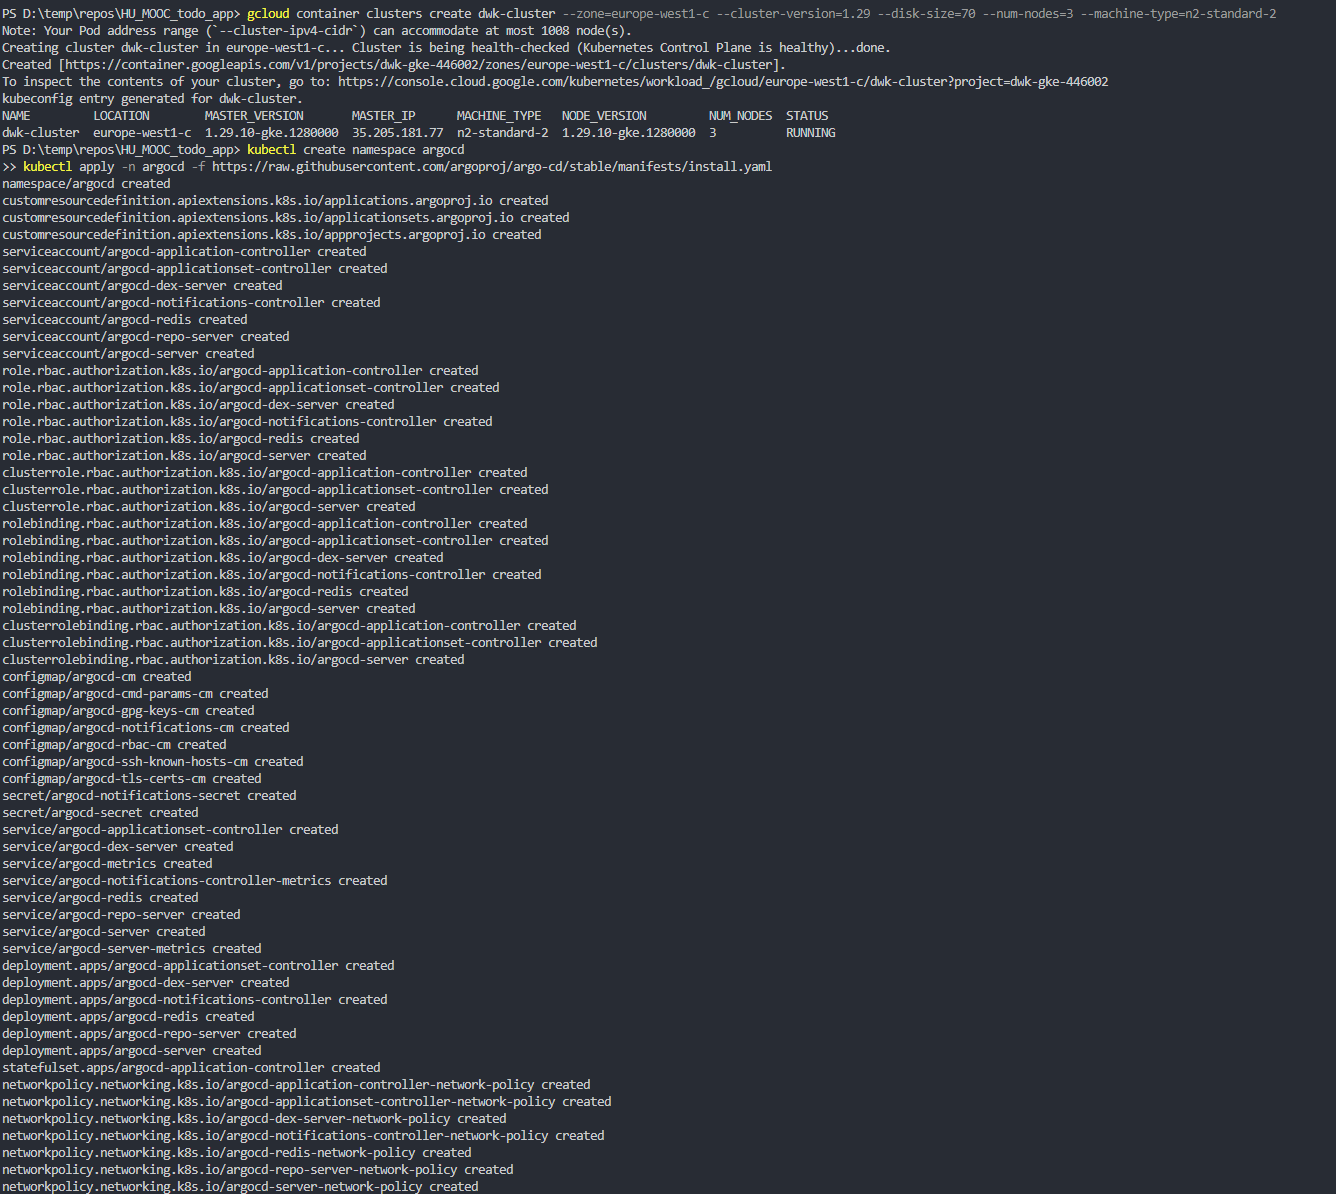 PS D:\temp\repos\HU_MOOC_todo_app> gcloud container clusters create dwk-cluster --zone=europe-west1-c --cluster-version=1.29 --disk-size=70 --num-nodes=3 --machine-type=n2-standard-2
Note: Your Pod address range (`--cluster-ipv4-cidr`) can accommodate at most 1008 node(s).
Creating cluster dwk-cluster in europe-west1-c... Cluster is being health-checked (Kubernetes Control Plane is healthy)...done.
Created [https://container.googleapis.com/v1/projects/dwk-gke-446002/zones/europe-west1-c/clusters/dwk-cluster].
To inspect the contents of your cluster, go to: https://console.cloud.google.com/kubernetes/workload_/gcloud/europe-west1-c/dwk-cluster?project=dwk-gke-446002
kubeconfig entry generated for dwk-cluster.
NAME         LOCATION        MASTER_VERSION       MASTER_IP      MACHINE_TYPE   NODE_VERSION         NUM_NODES  STATUS
dwk-cluster  europe-west1-c  1.29.10-gke.1280000  35.205.181.77  n2-standard-2  1.29.10-gke.1280000  3          RUNNING
PS D:\temp\repos\HU_MOOC_todo_app> kubectl create namespace argocd
>> kubectl apply -n argocd -f https://raw.githubusercontent.com/argoproj/argo-cd/stable/manifests/install.yaml
namespace/argocd created
customresourcedefinition.apiextensions.k8s.io/applications.argoproj.io created
customresourcedefinition.apiextensions.k8s.io/applicationsets.argoproj.io created
customresourcedefinition.apiextensions.k8s.io/appprojects.argoproj.io created
serviceaccount/argocd-application-controller created
serviceaccount/argocd-applicationset-controller created
serviceaccount/argocd-dex-server created
serviceaccount/argocd-notifications-controller created
serviceaccount/argocd-redis created
serviceaccount/argocd-repo-server created
serviceaccount/argocd-server created
role.rbac.authorization.k8s.io/argocd-application-controller created
role.rbac.authorization.k8s.io/argocd-applicationset-controller created
role.rbac.authorization.k8s.io/argocd-dex-server created
role.rbac.authorization.k8s.io/argocd-notifications-controller created
role.rbac.authorization.k8s.io/argocd-redis created
role.rbac.authorization.k8s.io/argocd-server created
clusterrole.rbac.authorization.k8s.io/argocd-application-controller created
clusterrole.rbac.authorization.k8s.io/argocd-applicationset-controller created
clusterrole.rbac.authorization.k8s.io/argocd-server created
rolebinding.rbac.authorization.k8s.io/argocd-application-controller created
rolebinding.rbac.authorization.k8s.io/argocd-applicationset-controller created
rolebinding.rbac.authorization.k8s.io/argocd-dex-server created
rolebinding.rbac.authorization.k8s.io/argocd-notifications-controller created
rolebinding.rbac.authorization.k8s.io/argocd-redis created
rolebinding.rbac.authorization.k8s.io/argocd-server created
clusterrolebinding.rbac.authorization.k8s.io/argocd-application-controller created
clusterrolebinding.rbac.authorization.k8s.io/argocd-applicationset-controller created
clusterrolebinding.rbac.authorization.k8s.io/argocd-server created
configmap/argocd-cm created
configmap/argocd-cmd-params-cm created
configmap/argocd-gpg-keys-cm created
configmap/argocd-notifications-cm created
configmap/argocd-rbac-cm created
configmap/argocd-ssh-known-hosts-cm created
configmap/argocd-tls-certs-cm created
secret/argocd-notifications-secret created
secret/argocd-secret created
service/argocd-applicationset-controller created
service/argocd-dex-server created
service/argocd-metrics created
service/argocd-notifications-controller-metrics created
service/argocd-redis created
service/argocd-repo-server created
service/argocd-server created
service/argocd-server-metrics created
deployment.apps/argocd-applicationset-controller created
deployment.apps/argocd-dex-server created
deployment.apps/argocd-notifications-controller created
deployment.apps/argocd-redis created
deployment.apps/argocd-repo-server created
deployment.apps/argocd-server created
statefulset.apps/argocd-application-controller created
networkpolicy.networking.k8s.io/argocd-application-controller-network-policy created
networkpolicy.networking.k8s.io/argocd-applicationset-controller-network-policy created
networkpolicy.networking.k8s.io/argocd-dex-server-network-policy created
networkpolicy.networking.k8s.io/argocd-notifications-controller-network-policy created
networkpolicy.networking.k8s.io/argocd-redis-network-policy created
networkpolicy.networking.k8s.io/argocd-repo-server-network-policy created
networkpolicy.networking.k8s.io/argocd-server-network-policy created